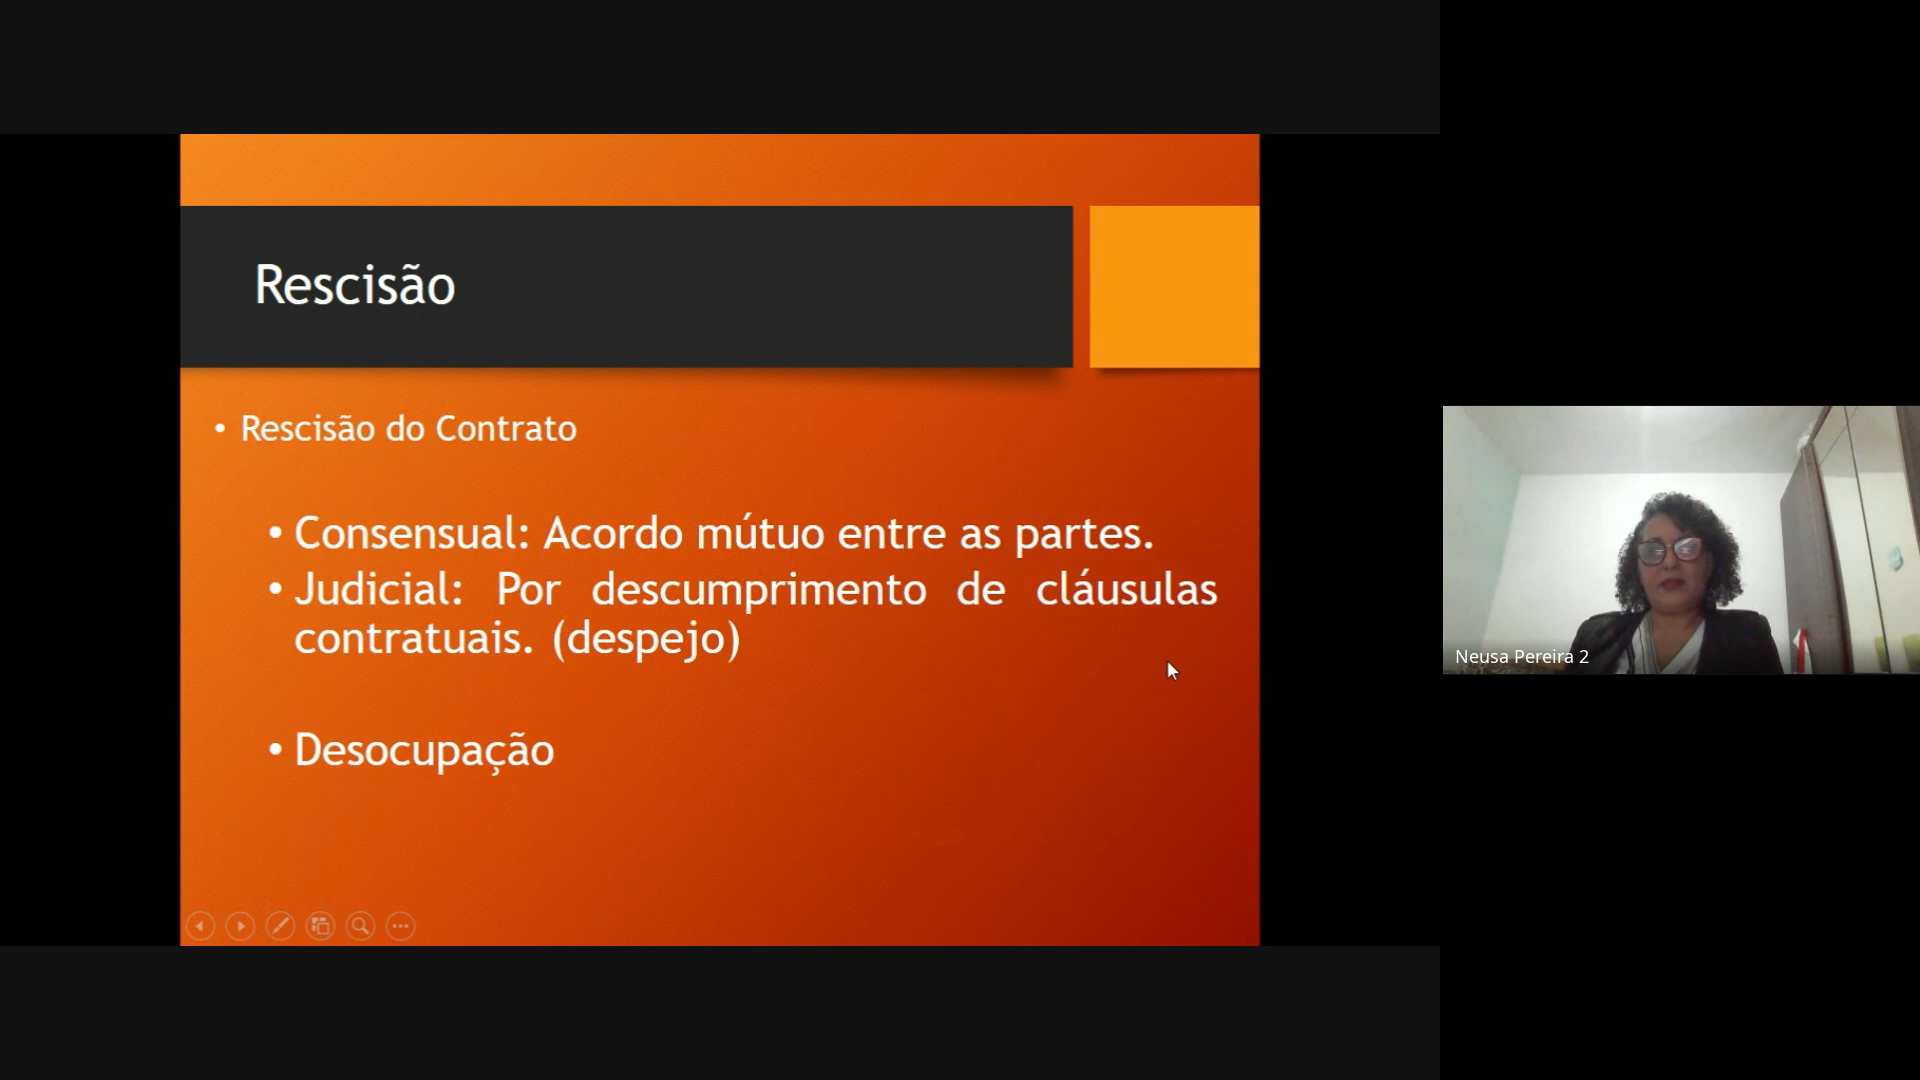 Rescisão
• Rescisão do Contrato
• Consensual: Acordo mútuo entre as partes.
• Judicial: Por descumprimento de cláusulas
contratuais. (despejo)
• Desocupação
Neusa Pereira 2